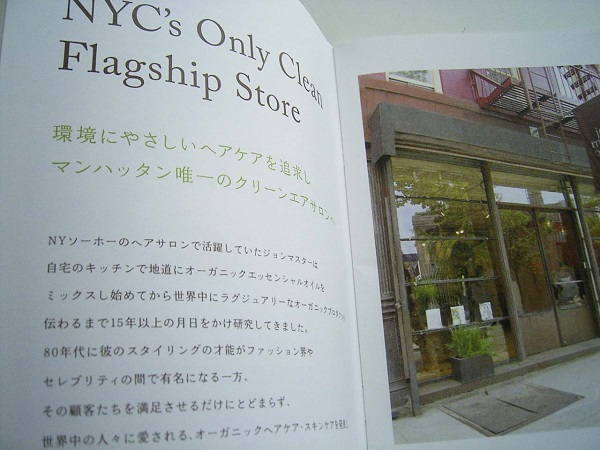 NYC's Only Clean
Flagship Store
環境にやさしいヘアケアを追求し
マンハッタン唯一のクリーンエアサロンへ
NYソーホーのヘアサロンで活躍していたジョンマスターは
自宅のキッチンで地道にオーガニックエッセンシャルオイルを
ミックスし始めてから世界中にラグジュアリーなオーガニックプロダクツが
伝わるまで15年以上の月日をかけ研究してきました。
80年代に彼のスタイリングの才能がファッション界や
セレブリティの間で有名になる一方、
その顧客たちを満足させるだけにとどまらず、
世界中の人々に愛される、オーガニックヘアケア・スキンケアを